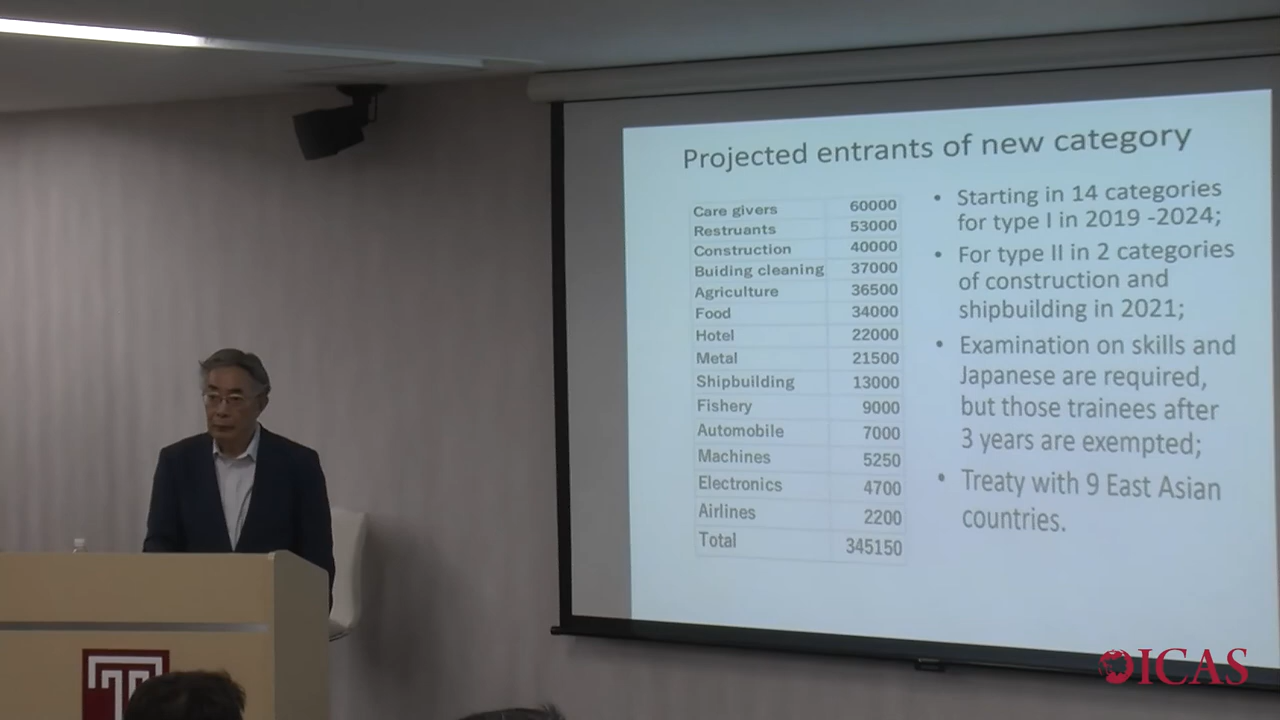 Projected entrants of new category
Care givers 60000
Restruants 53000
Construction 40000
Buiding cleaning 37000
Agriculture 36500
Food 34000
Hotel 22000
Metal 21500
Shipbuilding 13000
Fishery 9000
Automobile 7000
Machines 5250
Electronics 4700
Airlines 2200
Total 345150
• Starting in 14 categories
for type I in 2019 -2024;
• For type II in 2 categories
of construction and
shipbuilding in 2021;
• Examination on skills and
Japanese are required,
but those trainees after
3 years are exempted;
• Treaty with 9 East Asian
countries.
T
ICAS